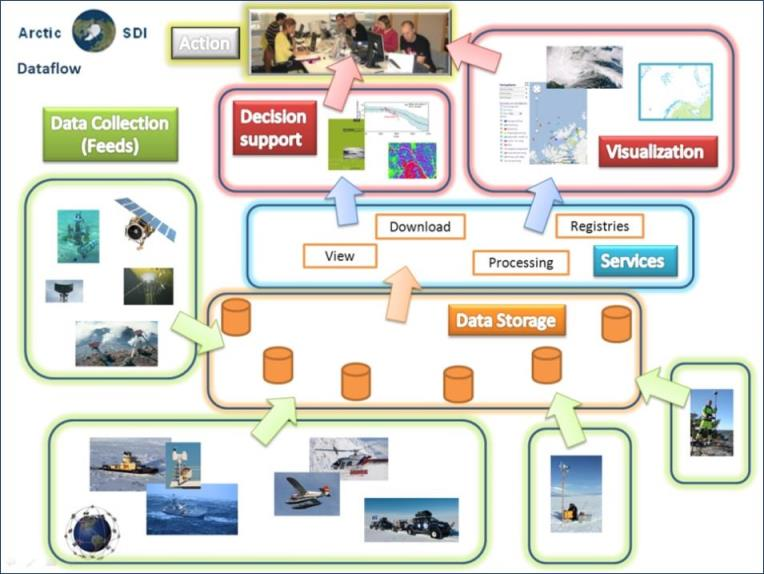 Arctic SDI
Dataflow
Action
Data Collection
(Feeds)
Decision
support
Visualization
Download
Registries
View
Processing
Services
Data Storage